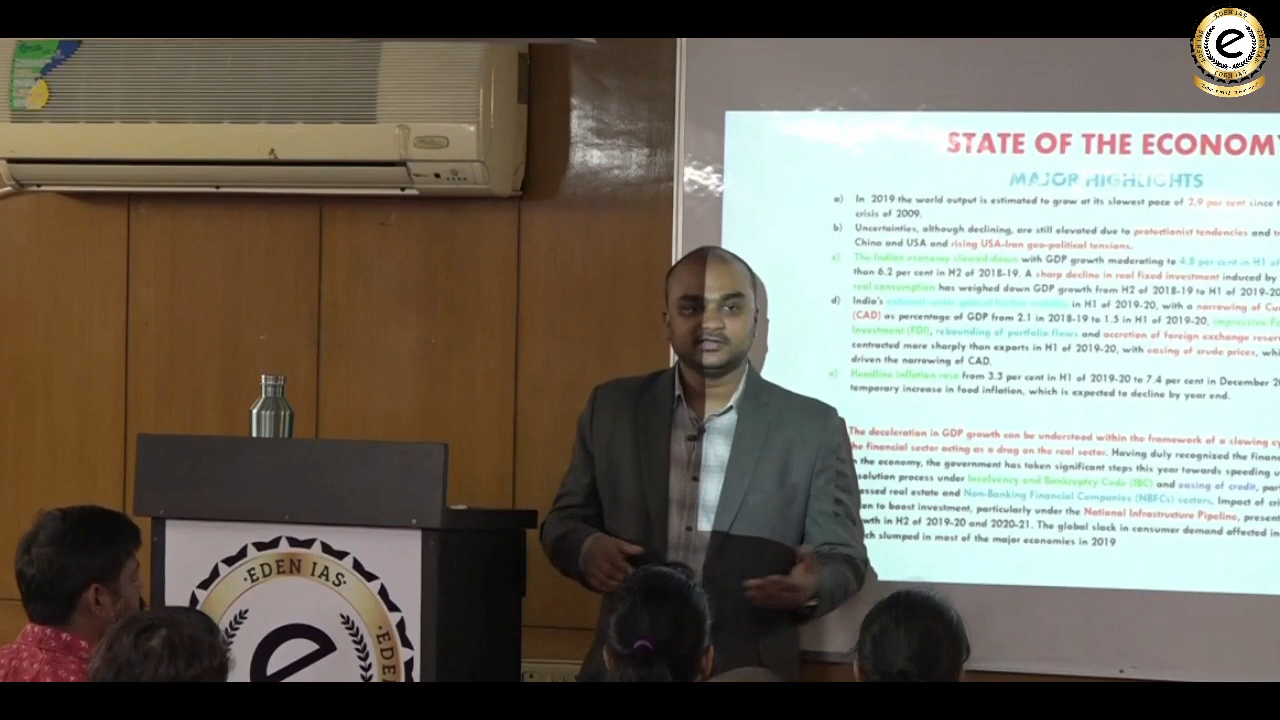 EDEN IAS
e
EDEN IAS
STATE OF THE ECONOMY
MAJOR HIGHLIGHTS
a) In 2019 the world output is estimated to grow at its slowest pace of 2.9 per cent since
crisis of 2009.
b) Uncertainties, although declining, are still elevated due to protectionist tendencies and
China and USA and rising USA-Iran geo-political tensions.
c) The Indian economy slowed down with GDP growth moderating to 4.8 per cent in H1 of
than 6.2 per cent in H2 of 2018-19. A sharp decline in real fixed investment induced by
real consumption has weighed down GDP growth from H2 of 2018-19 to H1 of 2019-20
d) India's external sector gained further stability in H1 of 2019-20, with a narrowing of
(CAD) as percentage of GDP from 2.1 in 2018-19 to 1.5 in H1 of 2019-20, impressive
Investment (FDI), rebounding of portfolio flows and accretion of foreign exchange
contracted more sharply than exports in H1 of 2019-20, with easing of crude prices,
driven the narrowing of CAD.
e) Headline inflation rose from 3.3 per cent in H1 of 2019-20 to 7.4 per cent in December
temporary increase in food inflation, which is expected to decline by year end.
The deceleration in GDP growth can be understood within the framework of a slowing
the financial sector acting as a drag on the real sector. Having duly recognized the
in the economy, the government has taken significant steps this year towards speeding
solution process under Insolvency and Bankruptcy Code (IBC) and easing of credit,
essed real estate and Non-Banking Financial Companies (NBFCs) sectors. Impact of
en to boost investment, particularly under the National Infrastructure Pipeline,
wth in H2 of 2019-20 and 2020-21. The global slack in consumer demand affected
ch slumped in most of the major economies in 2019
EDEN IAS
e
EDE